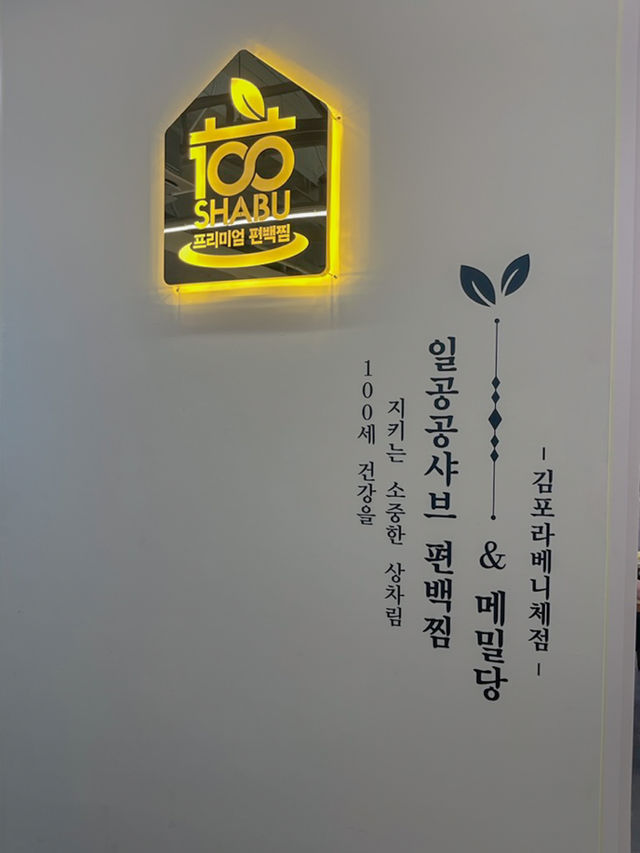 100
SHABU
프리미엄 편백찜
100세 건강을
지키는 소중한 상차림
일공공샤브 편백찜
& 메밀당
- 김포라베니체점 -